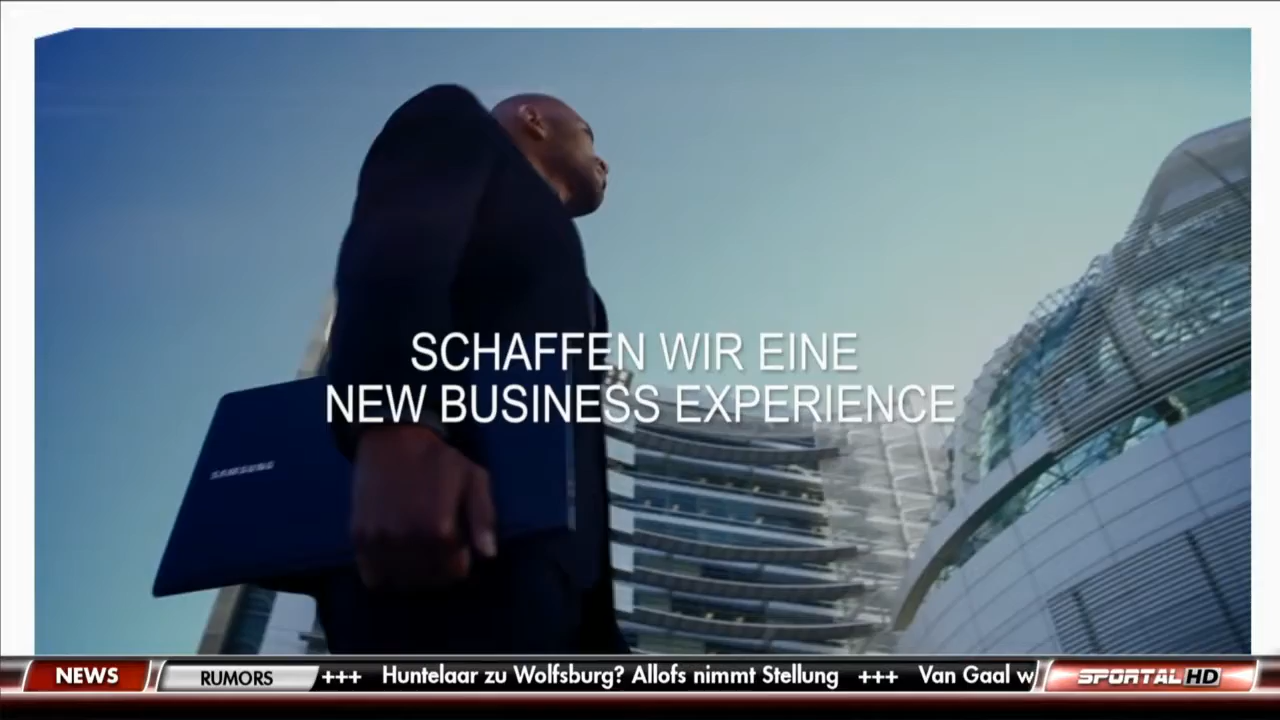 SCHAFFEN WIR EINE
NEW BUSINESS EXPERIENCE
SAMSUNG
NEWS
RUMORS
+++ Huntelaar zu Wolfsburg? Allofs nimmt Stellung +++ Van Gaal w
SPORTAL HD